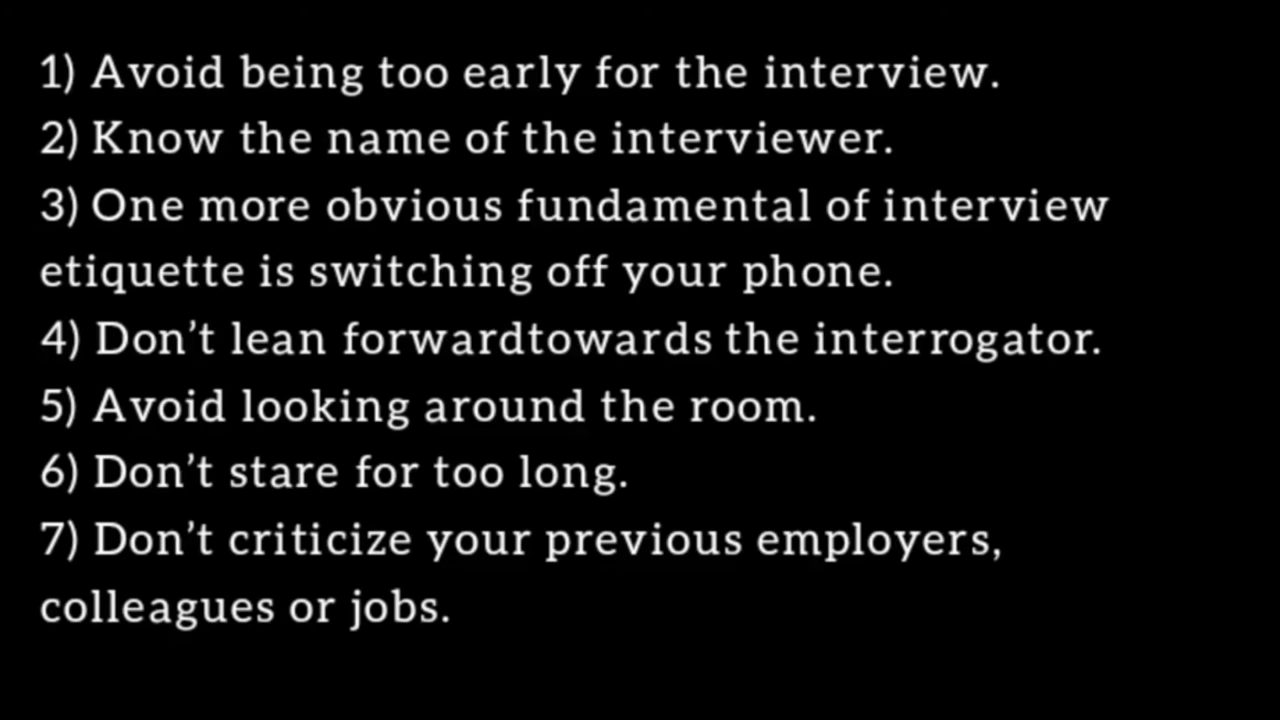 1) Avoid being too early for the interview.
2) Know the name of the interviewer.
3) One more obvious fundamental of interview
etiquette is switching off your phone.
4) Don’t lean forwardtowards the interrogator.
5) Avoid looking around the room.
6) Don’t stare for too long.
7) Don’t criticize your previous employers,
colleagues or jobs.